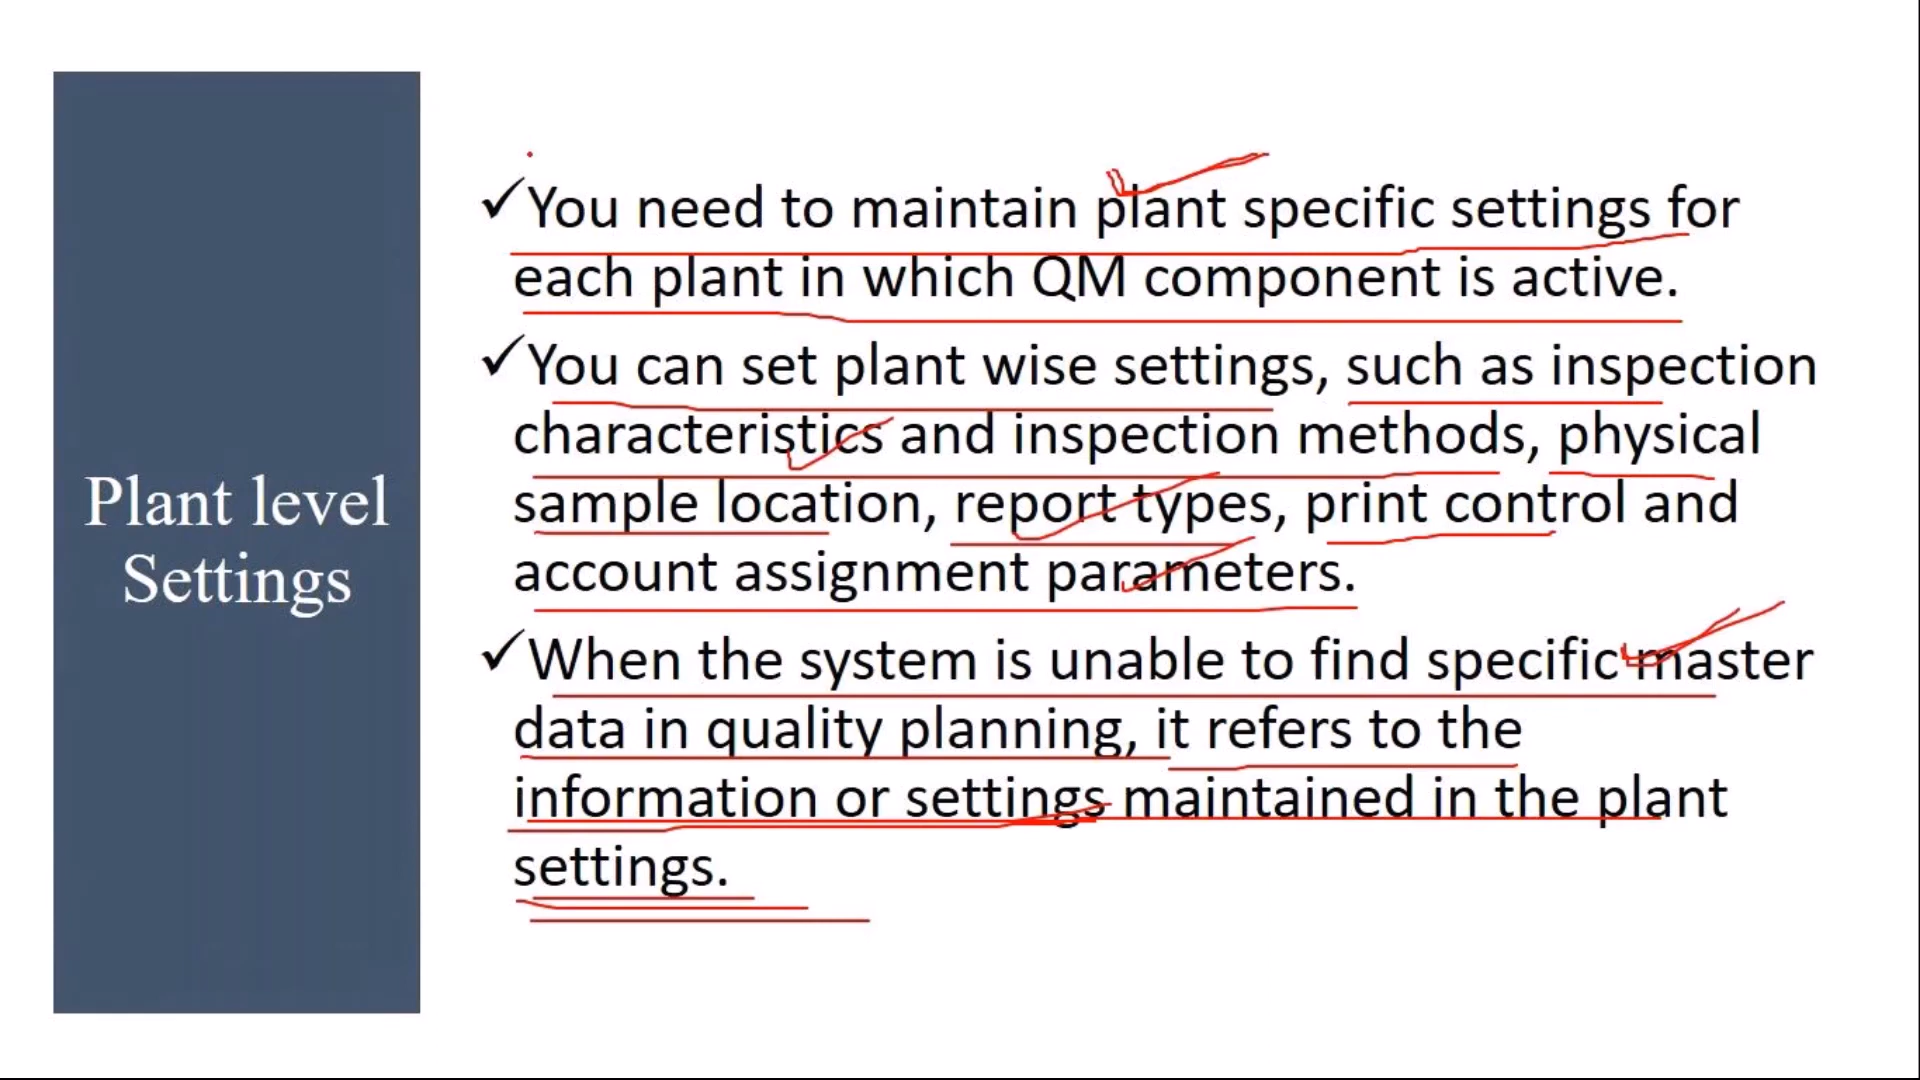 Plant level
Settings
✓You need to maintain plant specific settings for
each plant in which QM component is active.
✓You can set plant wise settings, such as inspection
characteristics and inspection methods, physical
sample location, report types, print control and
account assignment parameters.
✓When the system is unable to find specific master
data in quality planning, it refers to the
information or settings maintained in the plant
settings.